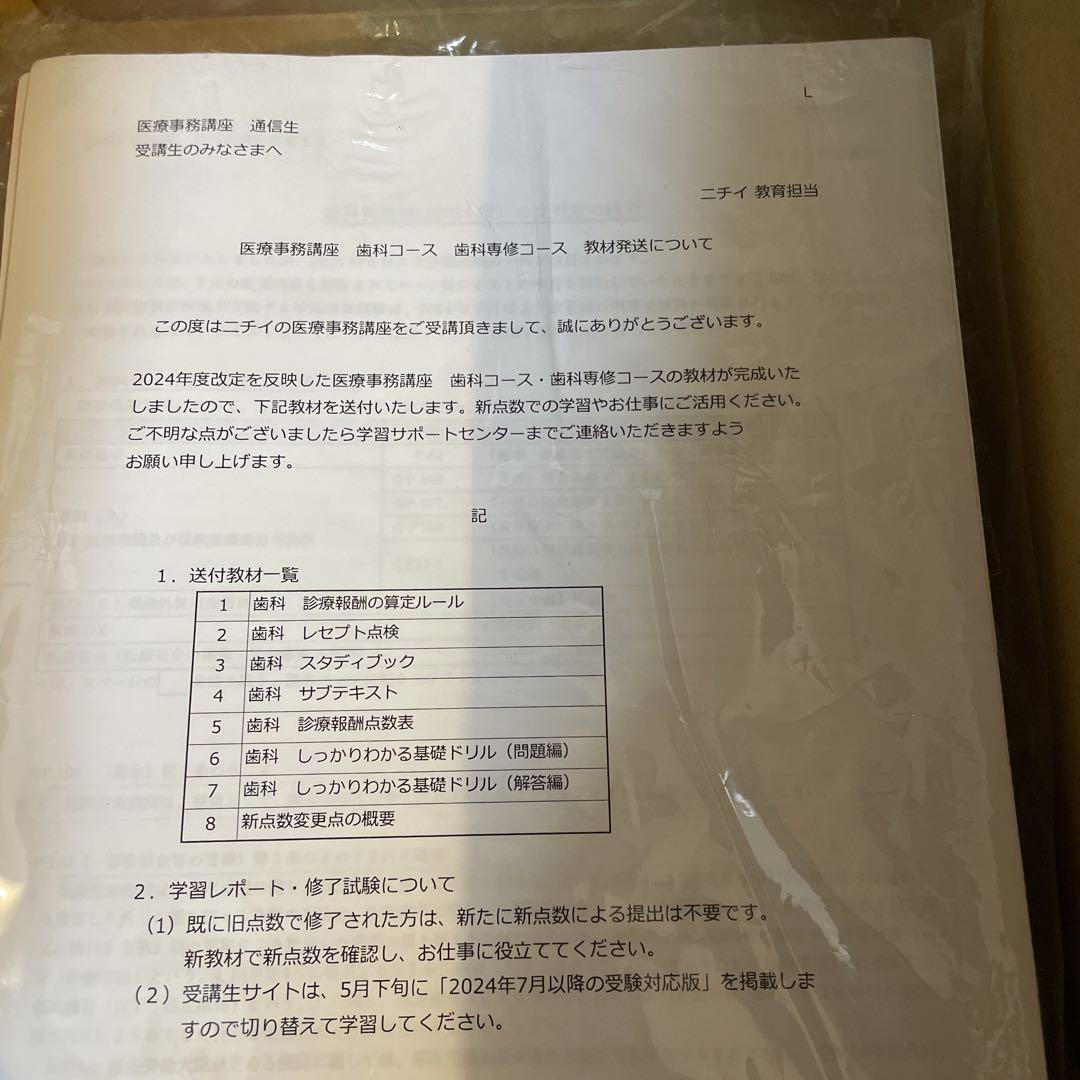 L
医療事務講座　通信生
受講生のみなさまへ
ニチイ 教育担当
医療事務講座　歯科コース　歯科専修コース　教材発送について
この度はニチイの医療事務講座をご受講頂きまして、誠にありがとうございます。
2024年度改定を反映した医療事務講座　歯科コース・歯科専修コースの教材が完成いた
しましたので、下記教材を送付いたします。新点数での学習やお仕事にご活用ください。
ご不明な点がございましたら学習サポートセンターまでご連絡いただきますよう
お願い申し上げます。
記
1．送付教材一覧
1 歯科　診療報酬の算定ルール
2 歯科　レセプト点検
3 歯科　スタディブック
4 歯科　サブテキスト
5 歯科　診療報酬点数表
6 歯科　しっかりわかる基礎ドリル（問題編）
7 歯科　しっかりわかる基礎ドリル（解答編）
8 新点数変更点の概要
2．学習レポート・修了試験について
(1) 既に旧点数で修了された方は、新たに新点数による提出は不要です。
新教材で新点数を確認し、お仕事に役立ててください。
（2）受講生サイトは、5月下旬に「2024年7月以降の受験対応版」を掲載しま
すので切り替えて学習してください。